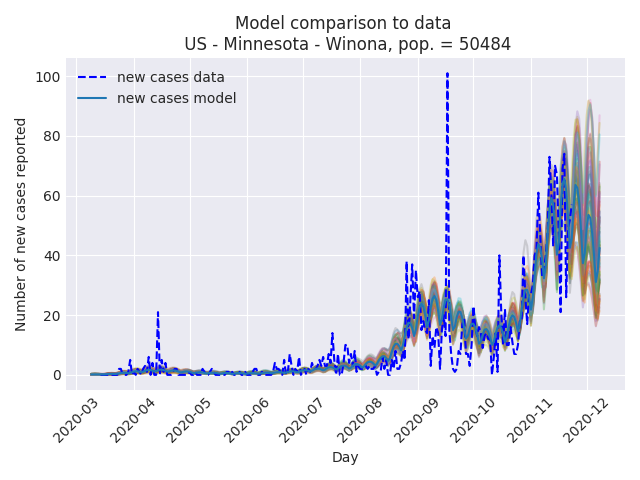 Model comparison to data
US - Minnesota - Winona, pop. = 50484
new cases data
new cases model
Number of new cases reported
100
80
60
40
20
0
2020-03
2020-04
2020-05
2020-06
2020-07
2020-08
2020-09
2020-10
2020-11
2020-12
Day